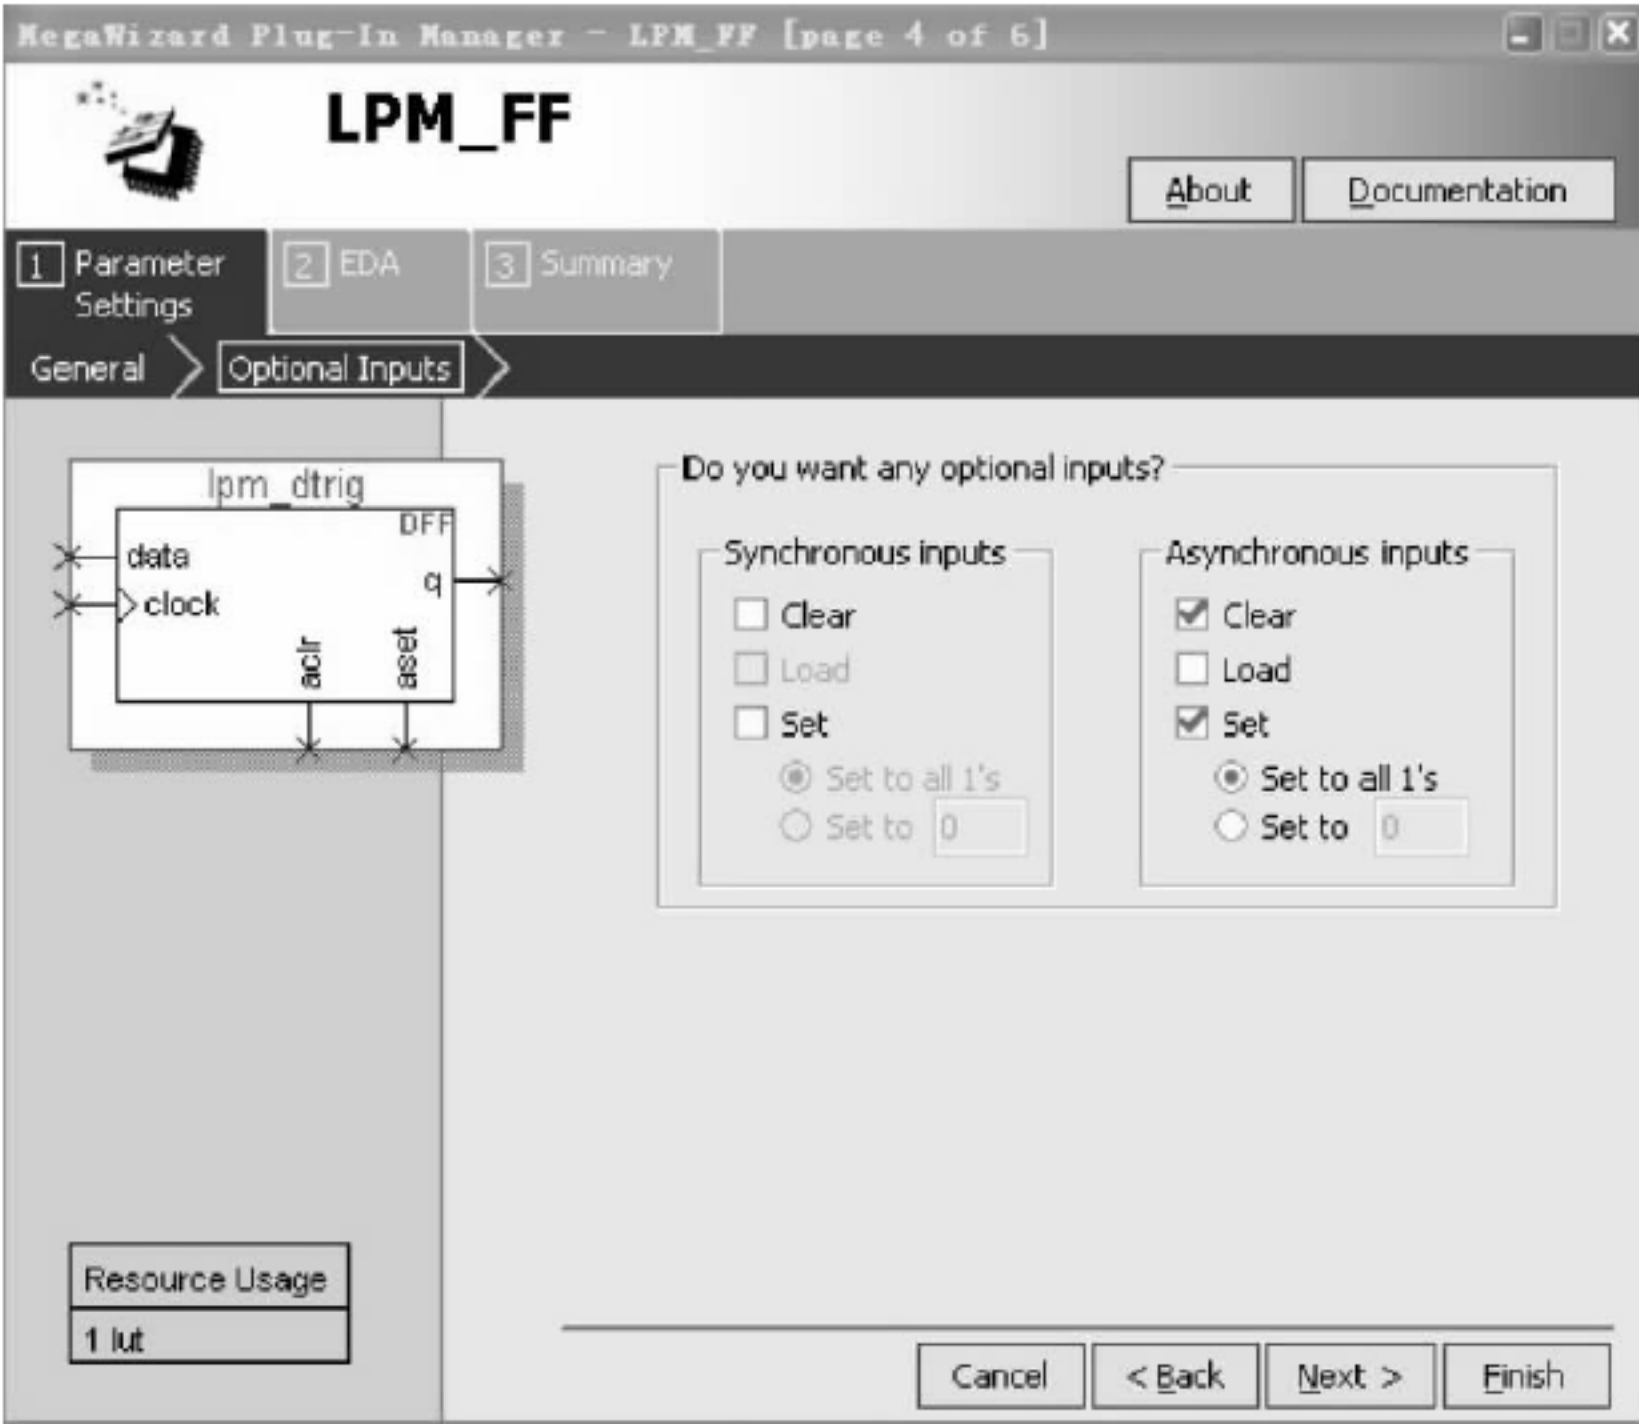 MegaWizard Plug-In Manager - LPM_FF [page 4 of 6]
LPM_FF
About
Documentation
1 Parameter Settings
2 EDA
3 Summary
General
Optional Inputs
lpm_dtrig
DFF
data
q
clock
aclr
aset
Do you want any optional inputs?
Synchronous inputs
Clear
Load
Set
Set to all 1's
Set to 0
Asynchronous inputs
Clear
Load
Set
Set to all 1's
Set to 0
Resource Usage
1 lut
Cancel
< Back
Next >
Finish